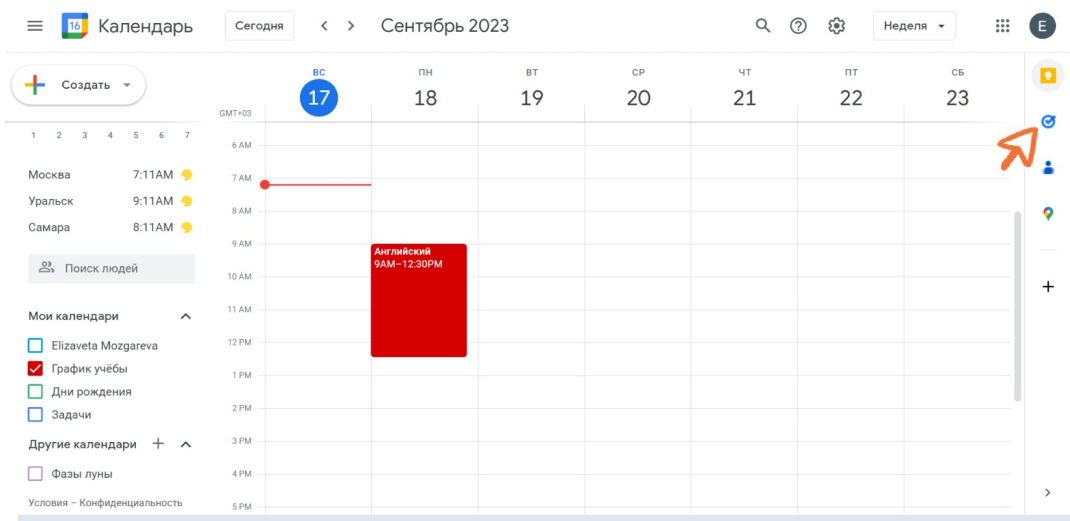 16 Календарь Сегодня Сентябрь 2023 Неделя E
Создать
ВС ПН ВТ СР ЧТ ПТ СБ
17 18 19 20 21 22 23
GMT+03
1 2 3 4 5 6 7
Москва 7:11AM
Уральск 9:11AM
Самара 8:11AM
Поиск людей
Мои календари
Elizaveta Mozgareva
График учёбы
Дни рождения
Задачи
Другие календари
Фазы луны
Условия – Конфиденциальность
6 AM
7 AM
8 AM
9 AM
10 AM
11 AM
12 PM
1 PM
2 PM
3 PM
4 PM
5 PM
Английский
9AM–12:30PM